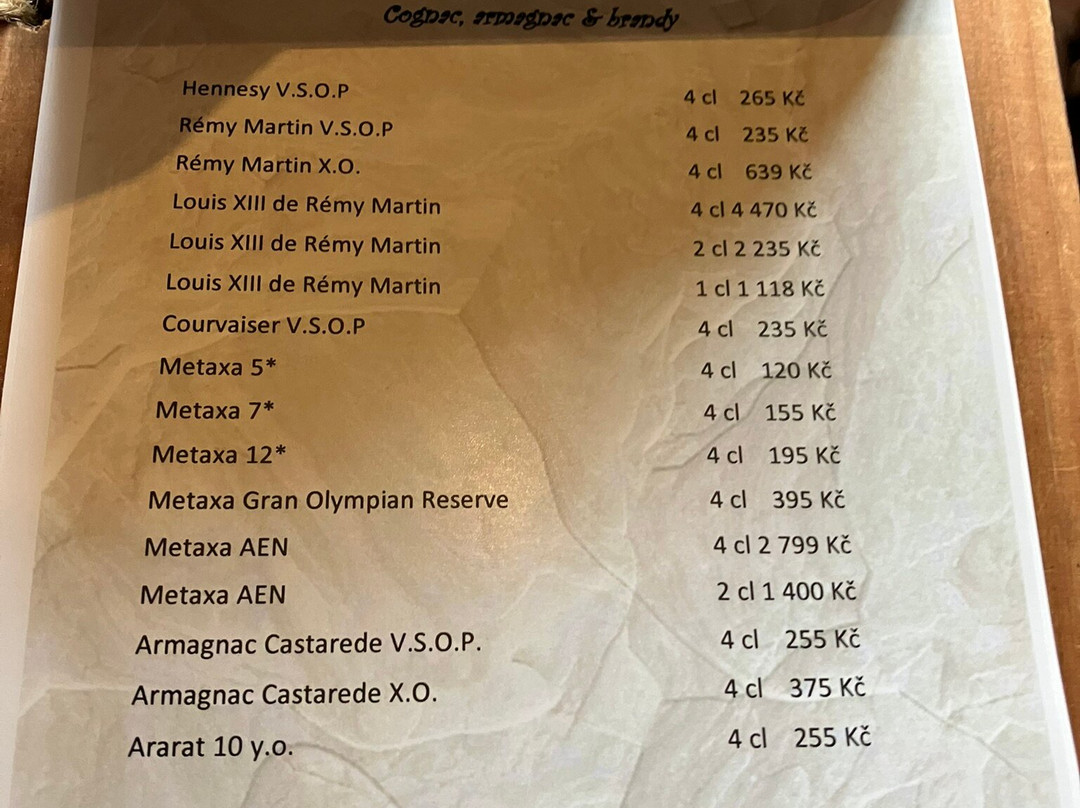 Cognac, armagnac & brandy
Hennesy V.S.O.P 4 cl 265 Kč
Rémy Martin V.S.O.P 4 cl 235 Kč
Rémy Martin X.O. 4 cl 639 Kč
Louis XIII de Rémy Martin 4 cl 4 470 Kč
Louis XIII de Rémy Martin 2 cl 2 235 Kč
Louis XIII de Rémy Martin 1 cl 1 118 Kč
Courvaiser V.S.O.P 4 cl 235 Kč
Metaxa 5* 4 cl 120 Kč
Metaxa 7* 4 cl 155 Kč
Metaxa 12* 4 cl 195 Kč
Metaxa Gran Olympian Reserve 4 cl 395 Kč
Metaxa AEN 4 cl 2 799 Kč
Metaxa AEN 2 cl 1 400 Kč
Armagnac Castarede V.S.O.P. 4 cl 255 Kč
Armagnac Castarede X.O. 4 cl 375 Kč
Ararat 10 y.o. 4 cl 255 Kč